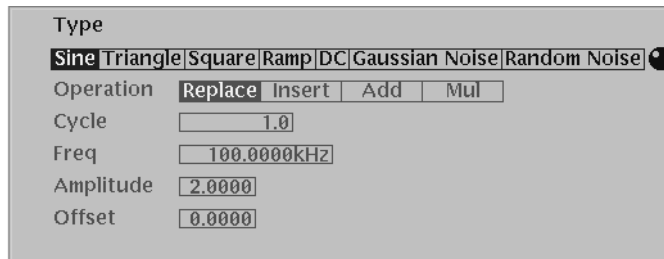 Type
Sine Triangle Square Ramp DC Gaussian Noise Random Noise
Operation Replace Insert Add Mul
Cycle 1.0
Freq 100.0000kHz
Amplitude 2.0000
Offset 0.0000